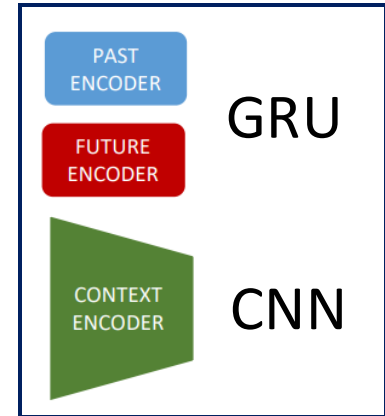 PAST
ENCODER
GRU
FUTURE
ENCODER
CONTEXT
ENCODER
CNN